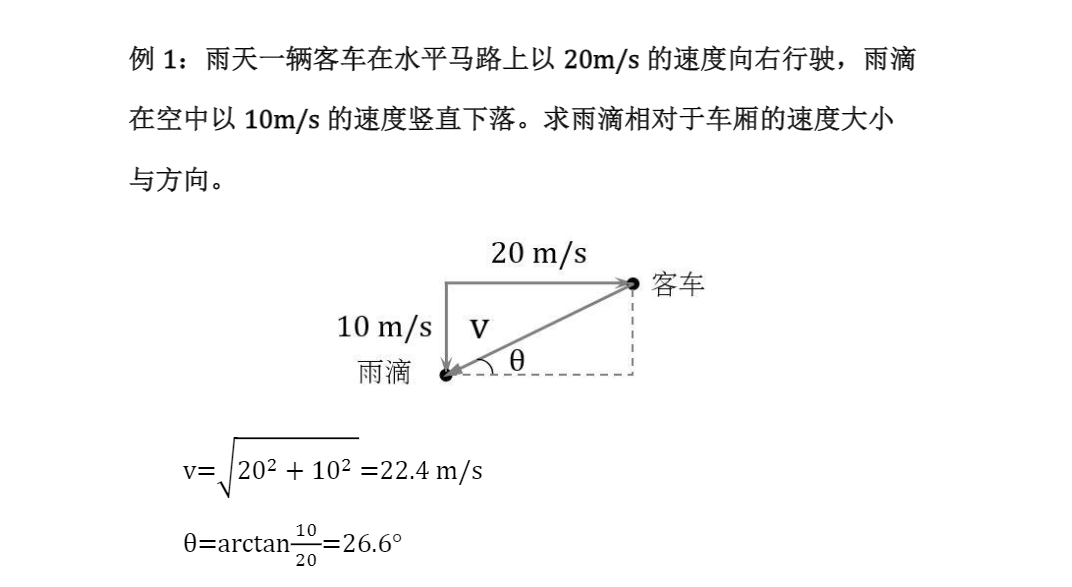 例 1：雨天一辆客车在水平马路上以 20m/s 的速度向右行驶，雨滴
在空中以 10m/s 的速度竖直下落。求雨滴相对于车厢的速度大小
与方向。
20 m/s
客车
10 m/s v
θ
雨滴
v=√(20² + 10²) =22.4 m/s
θ=arctan 10/20 =26.6°